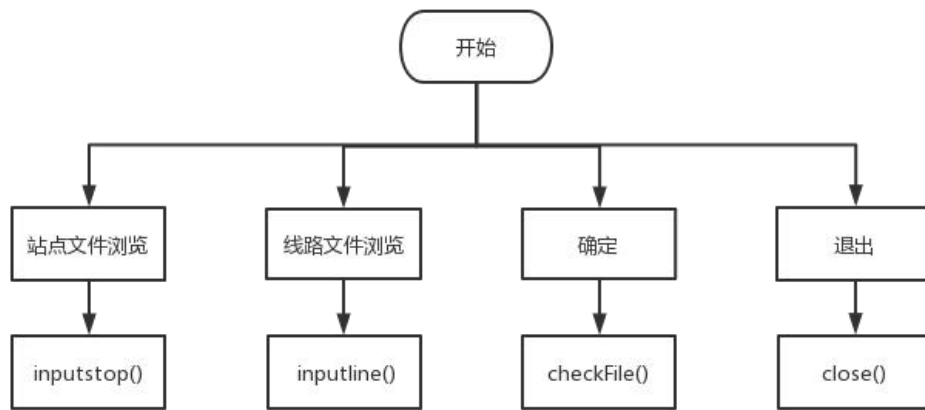 开始
站点文件浏览
线路文件浏览
确定
退出
inputstop()
inputline()
checkFile()
close()